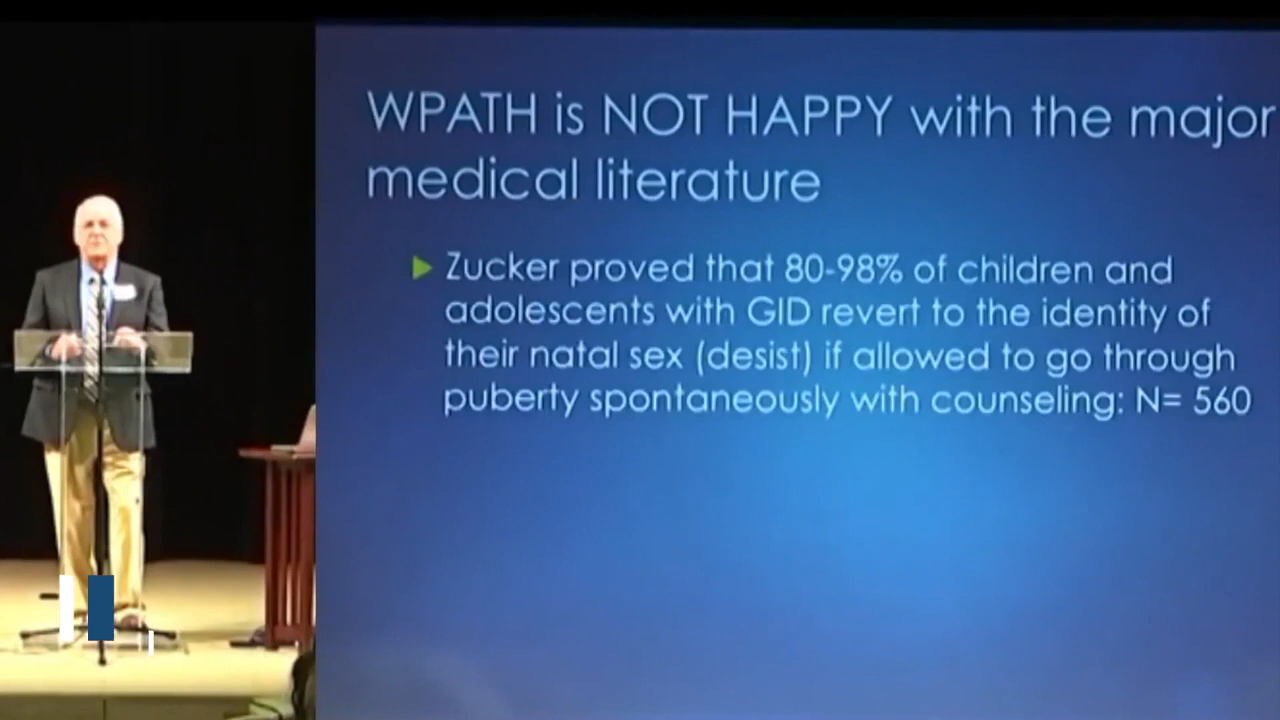 WPATH is NOT HAPPY with the major
medical literature
Zucker proved that 80-98% of children and
adolescents with GID revert to the identity of
their natal sex (desist) if allowed to go through
puberty spontaneously with counseling: N= 560